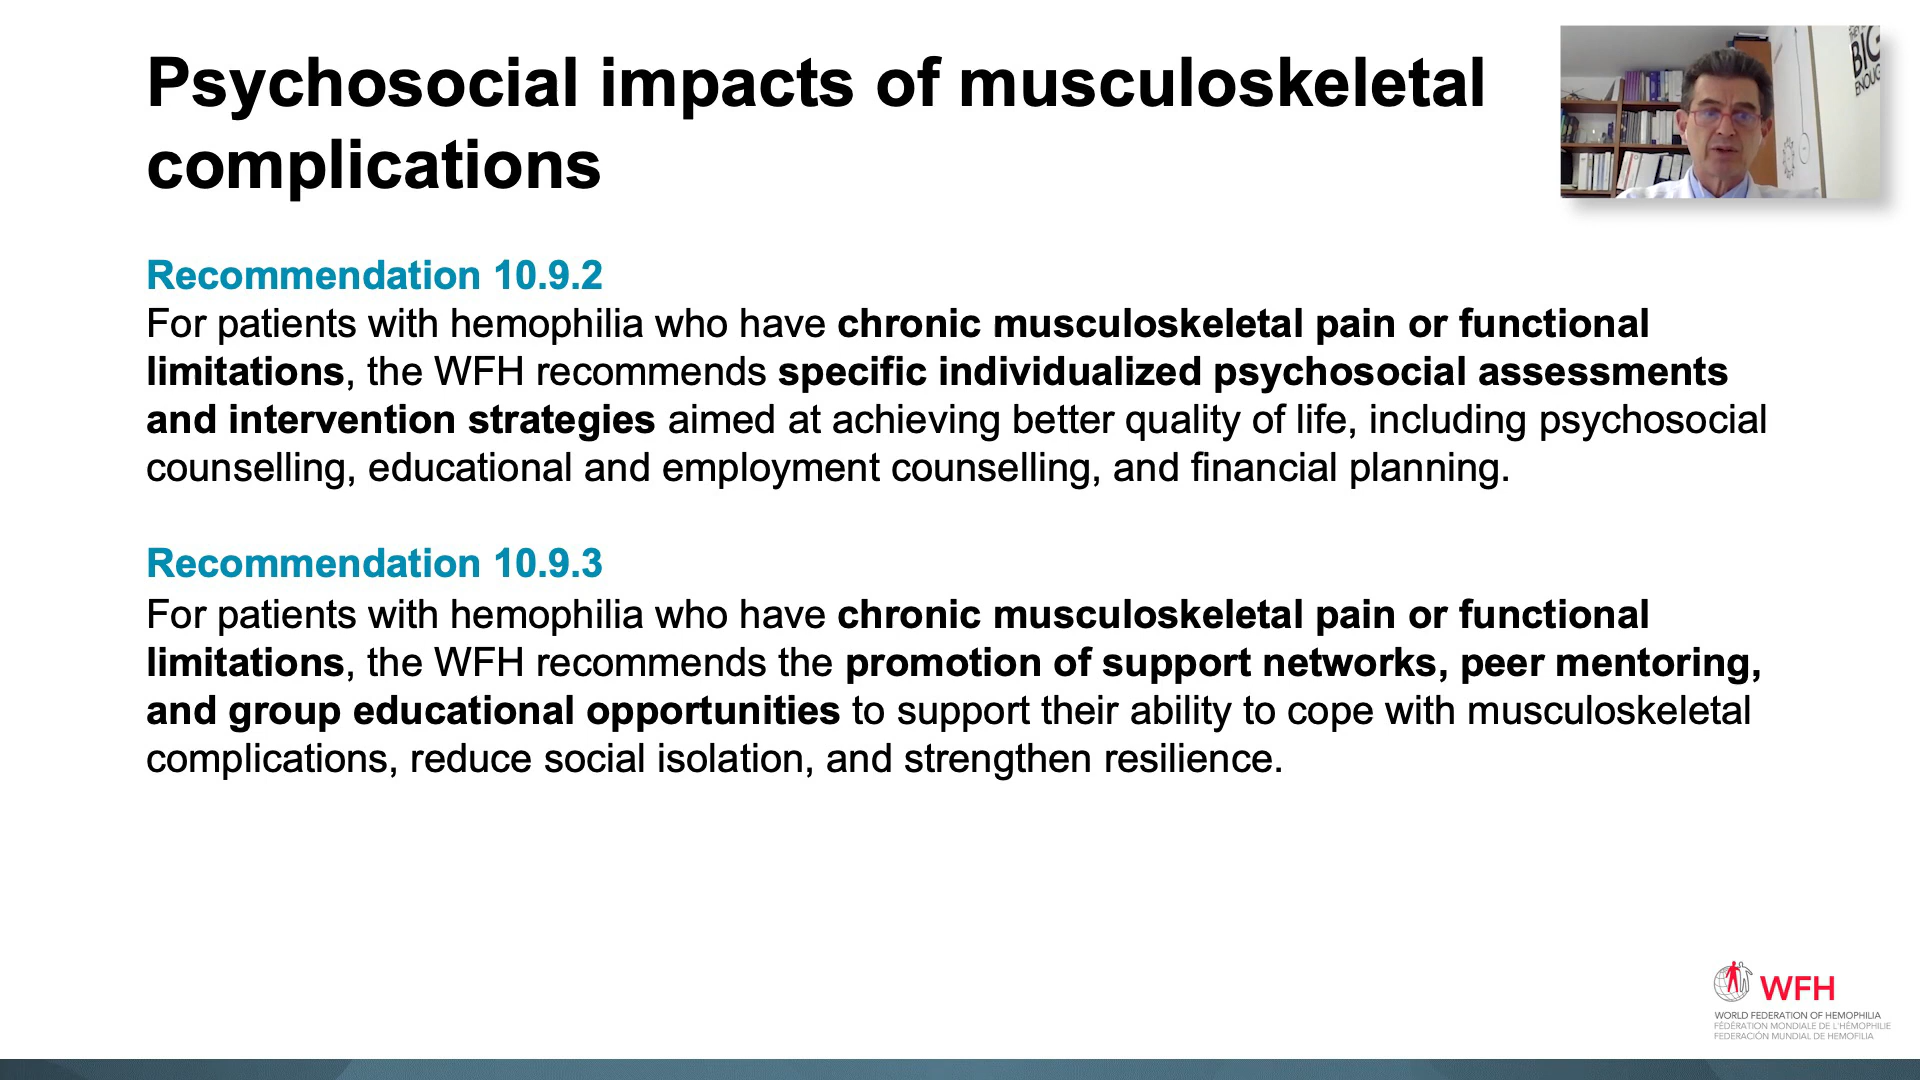 Psychosocial impacts of musculoskeletal
complications
BIG
ENOUG
Recommendation 10.9.2
For patients with hemophilia who have chronic musculoskeletal pain or functional
limitations, the WFH recommends specific individualized psychosocial assessments
and intervention strategies aimed at achieving better quality of life, including psychosocial
counselling, educational and employment counselling, and financial planning.
Recommendation 10.9.3
For patients with hemophilia who have chronic musculoskeletal pain or functional
limitations, the WFH recommends the promotion of support networks, peer mentoring,
and group educational opportunities to support their ability to cope with musculoskeletal
complications, reduce social isolation, and strengthen resilience.
WFH
WORLD FEDERATION OF HEMOPHILIA
FÉDÉRATION MONDIALE DE L'HÉMOPHILIE
FEDERACIÓN MUNDIAL DE HEMOFILIA